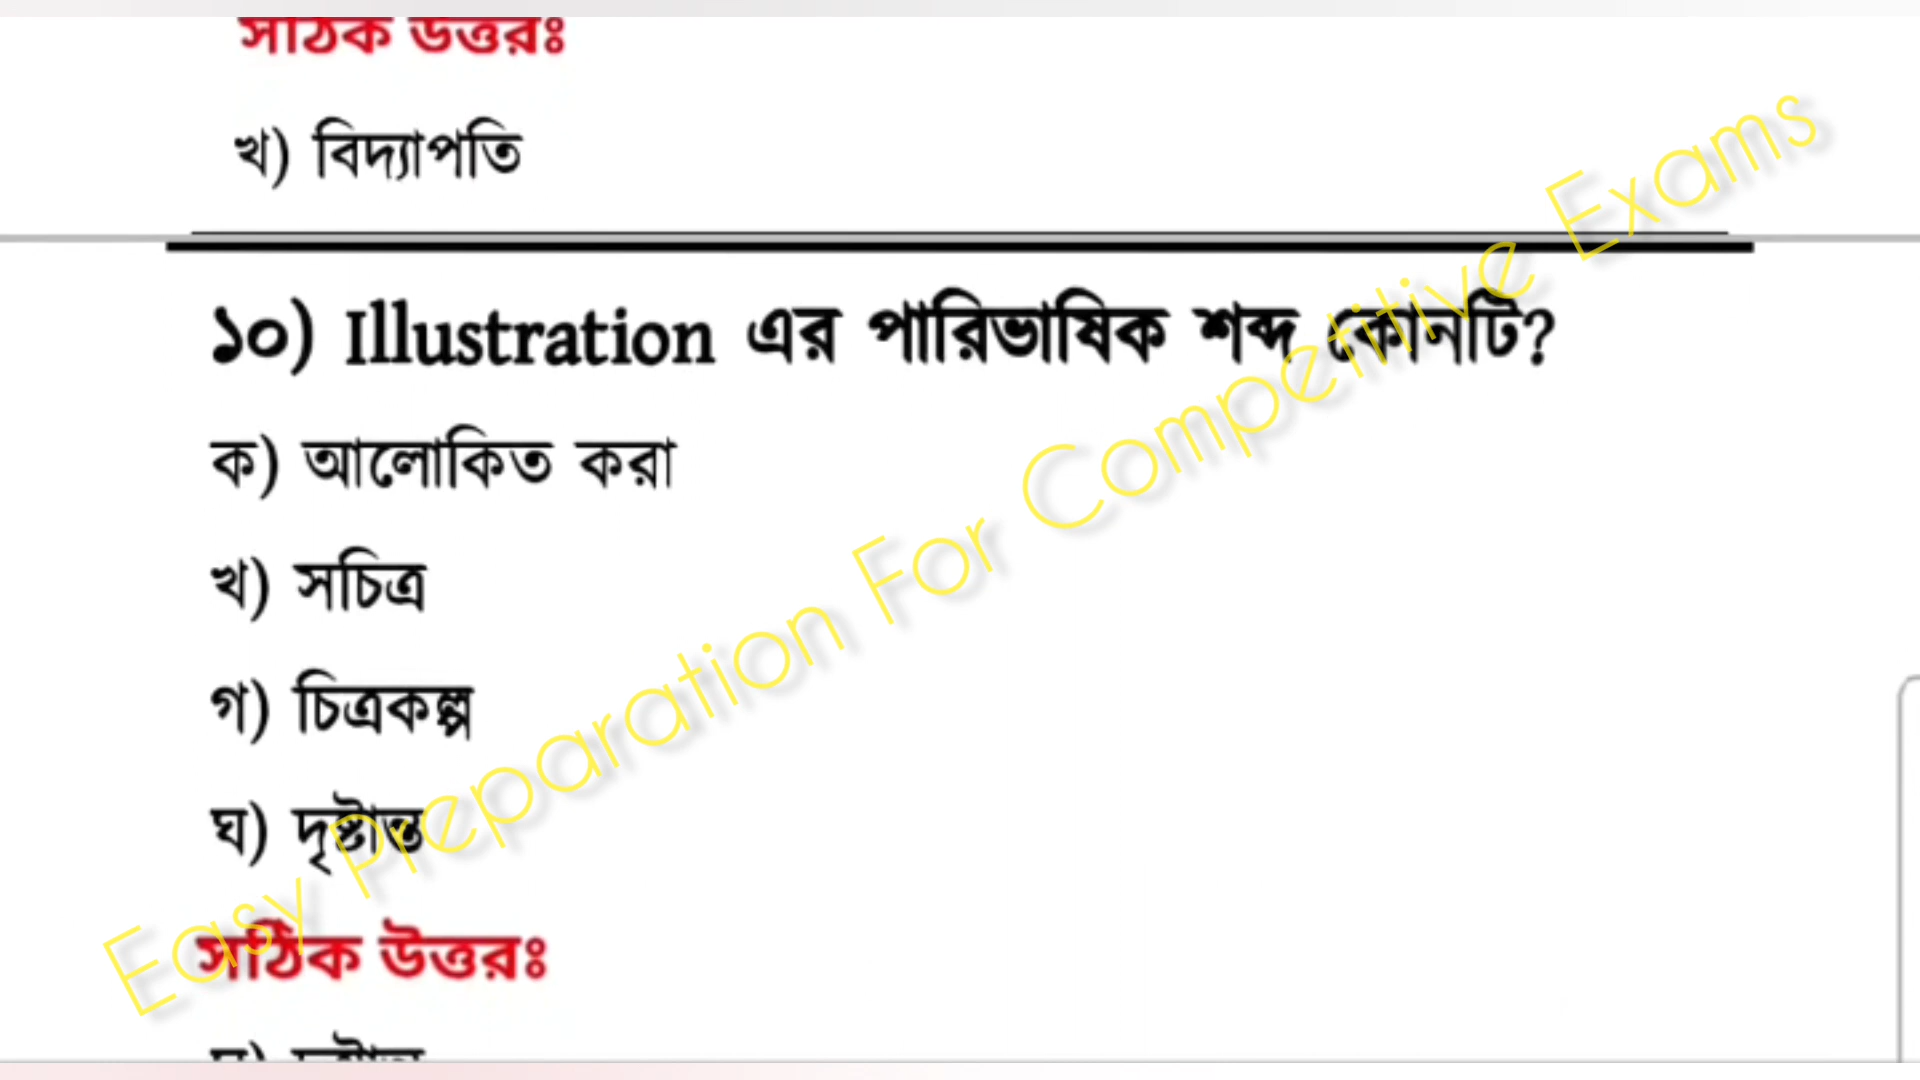 সঠিক উত্তরঃ
খ) বিদ্যাপতি
১০) Illustration এর পারিভাষিক শব্দ কোনটি?
ক) আলোকিত করা
খ) সচিত্র
গ) চিত্রকল্প
ঘ) দৃষ্টান্ত
সঠিক উত্তরঃ
ঘ) দৃষ্টান্ত
Easy Preparation For Competitive Exams